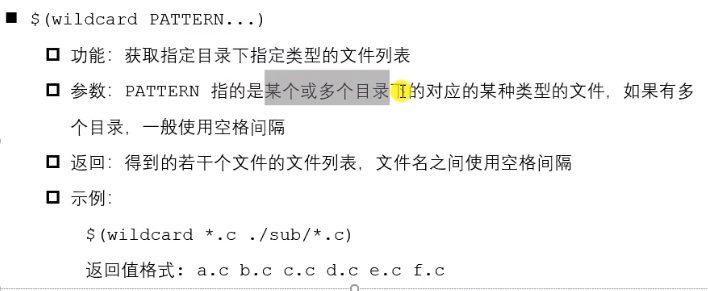 $(wildcard PATTERN...)
功能：获取指定目录下指定类型的文件列表
参数：PATTERN 指的是某个或多个目录下的对应的某种类型的文件，如果有多
个目录，一般使用空格间隔
返回：得到的若干个文件的文件列表，文件名之间使用空格间隔
示例：
$(wildcard *.c ./sub/*.c)
返回值格式: a.c b.c c.c d.c e.c f.c